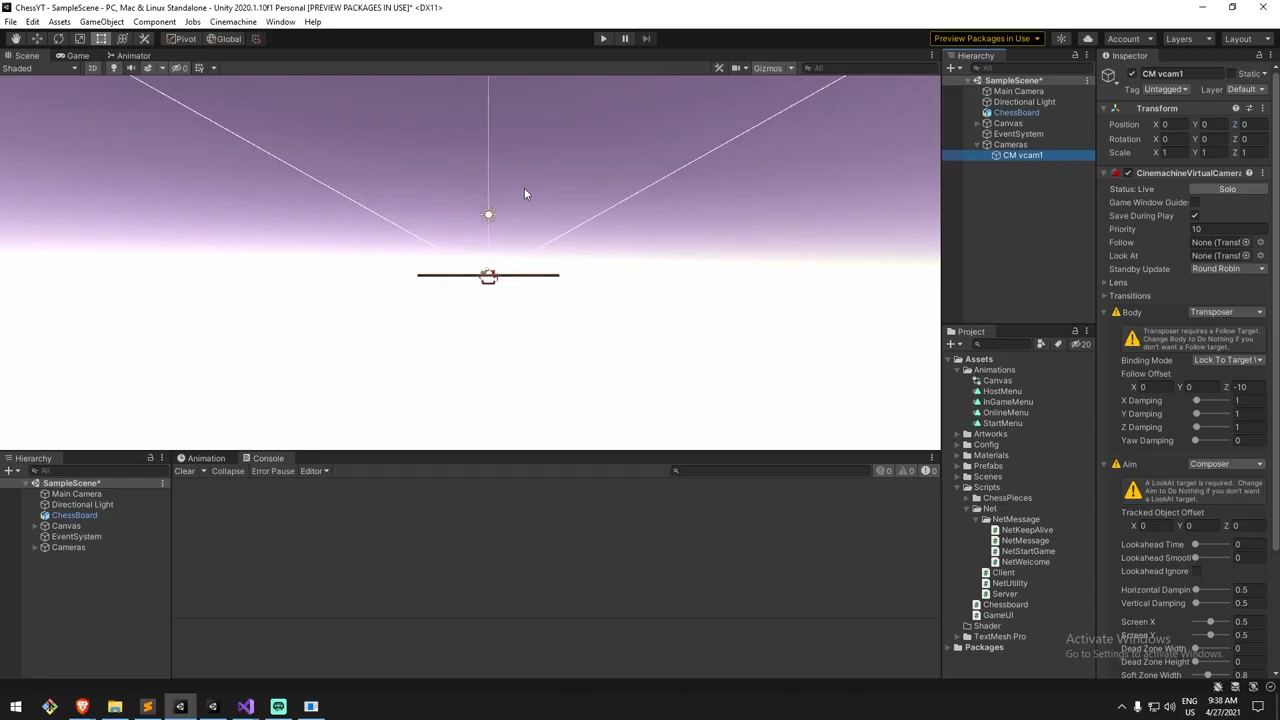 ChessYT - SampleScene - PC, Mac & Linux Standalone - Unity 2020.1.10f1 Personal [PREVIEW PACKAGES IN USE]* <DX11>
File Edit Assets GameObject Component Jobs Cinemachine Window Help
Pivot Global Preview Packages in Use Account Layers Layout
Scene Game Animator Hierarchy Inspector
Shaded 2D 0 Gizmos All All CM vcam1 Static
SampleScene* Tag Untagged Layer Default
Main Camera
Directional Light Transform
ChessBoard
Canvas Position X 0 Y 0 Z 0
EventSystem Rotation X 0 Y 0 Z 0
Cameras Scale X 1 Y 1 Z 1
CM vcam1
CinemachineVirtualCamera
Status: Live Solo
Game Window Guides
Save During Play
Priority 10
Follow None (Transf
Look At None (Transf
Standby Update Round Robin
Lens
Transitions
Body Transposer
Transposer requires a Follow Target.
Change Body to Do Nothing if you
don't want a Follow target.
Binding Mode Lock To Target
Follow Offset
X 0 Y 0 Z -10
X Damping 1
Y Damping 1
Z Damping 1
Yaw Damping 0
Aim Composer
A LookAt target is required. Change
Aim to Do Nothing if you don't want
a LookAt target.
Tracked Object Offset
X 0 Y 0 Z 0
Lookahead Time 0
Lookahead Smooth 0
Lookahead Ignore
Horizontal Dampin 0.5
Vertical Damping 0.5
Screen X 0.5
Screen Y 0.5
Dead Zone Width 0
Dead Zone Height 0
Soft Zone Width 0.8
Project
20
Assets
Animations
Canvas
HostMenu
InGameMenu
OnlineMenu
StartMenu
Artworks
Config
Materials
Prefabs
Scenes
Scripts
ChessPieces
Net
NetMessage
NetKeepAlive
NetMessage
NetStartGame
NetWelcome
Client
NetUtility
Server
Chessboard
GameUI
Shader
TextMesh Pro
Packages
Hierarchy Animation Console
All Clear Collapse Error Pause Editor 0 0 0
SampleScene*
Main Camera
Directional Light
ChessBoard
Canvas
EventSystem
Cameras
Activate Windows
Go to Settings to activate Windows.
ENG 9:38 AM
US 4/27/2021